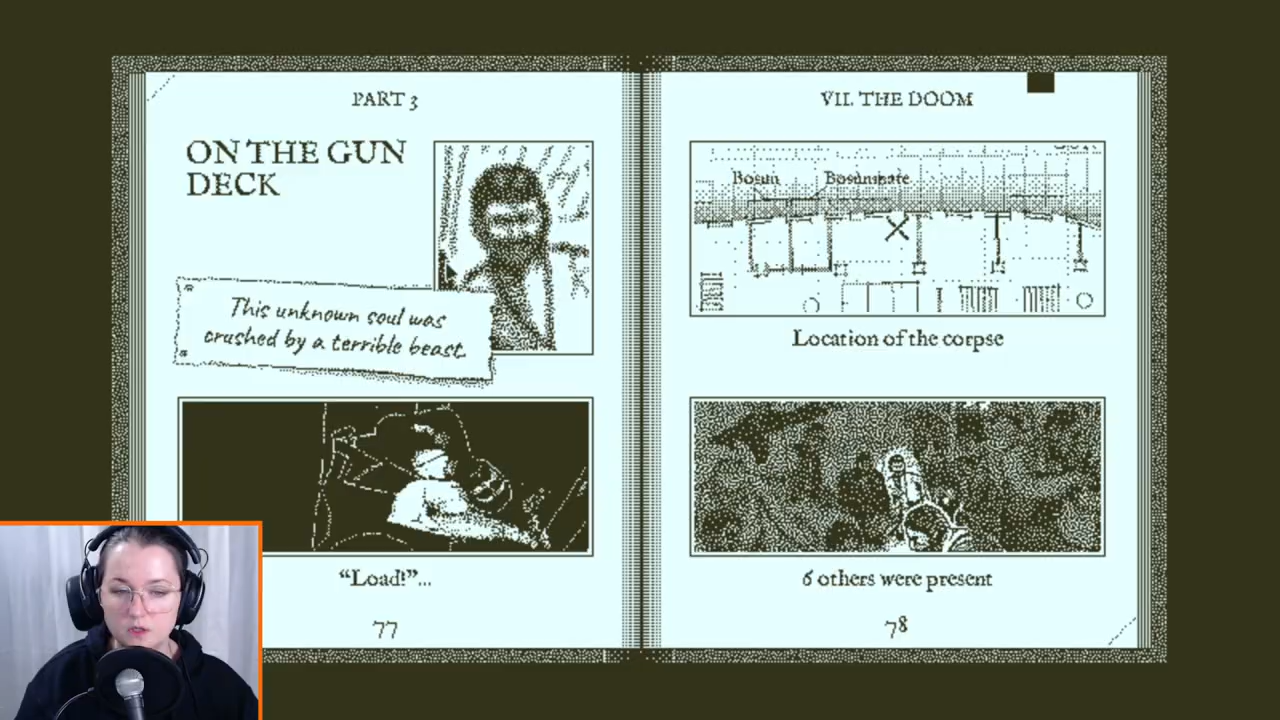 PART 3
ON THE GUN
DECK
This unknown soul was
crushed by a terrible beast.
"Load!"...
77
VII. THE DOOM
Bosun
Bosunsmate
Location of the corpse
6 others were present
78